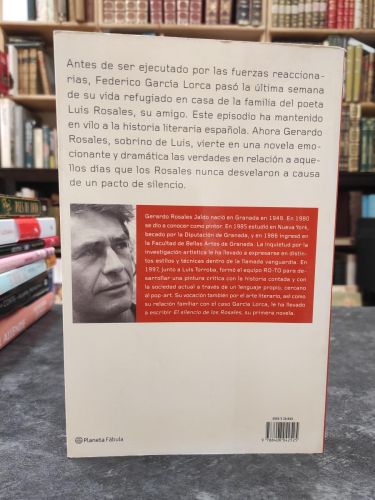 Antes de ser ejecutado por las fuerzas reacciona-
rias, Federico García Lorca pasó la última semana
de su vida refugiado en casa de la familia del poeta
Luis Rosales, su amigo. Este episodio ha mantenido
en vilo a la historia literaria española. Ahora Gerardo
Rosales, sobrino de Luis, vierte en una novela emo-
cionante y dramática las verdades en relación a aque-
llos días que los Rosales nunca desvelaron a causa
de un pacto de silencio.
Gerardo Rosales Jaldo nació en Granada en 1949. En 1980
se dio a conocer como pintor. En 1985 estudió en Nueva York,
becado por la Diputación de Granada, y en 1986 ingresó en
la Facultad de Bellas Artes de Granada. La inquietud por la
investigación artística le ha llevado a expresarse en distin-
tos estilos y técnicas dentro de la llamada vanguardia. En
1997, junto a Luis Torroba, formó el equipo RO-TO para de-
sarrollar una pintura crítica con la historia contada y con
la sociedad actual a través de un lenguaje propio, cercano
al pop-art. Su vocación también por el arte literario, así como
su relación familiar con el caso García Lorca, le ha llevado
a escribir El silencio de los Rosales, su primera novela.
Planeta Fábula